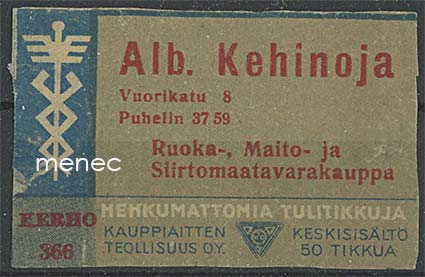 Alb. Kehinoja
Vuorikatu 8
Puhelin 37 59
Ruoka-, Maito- ja
Siirtomaatavarakauppa
menec
KERHO
366
HEHKUMATTOMIA TULITIKKUJA
KAUPPIAITTEN
TEOLLISUUS OY.
KESKISISÄLTÖ
50 TIKKUA